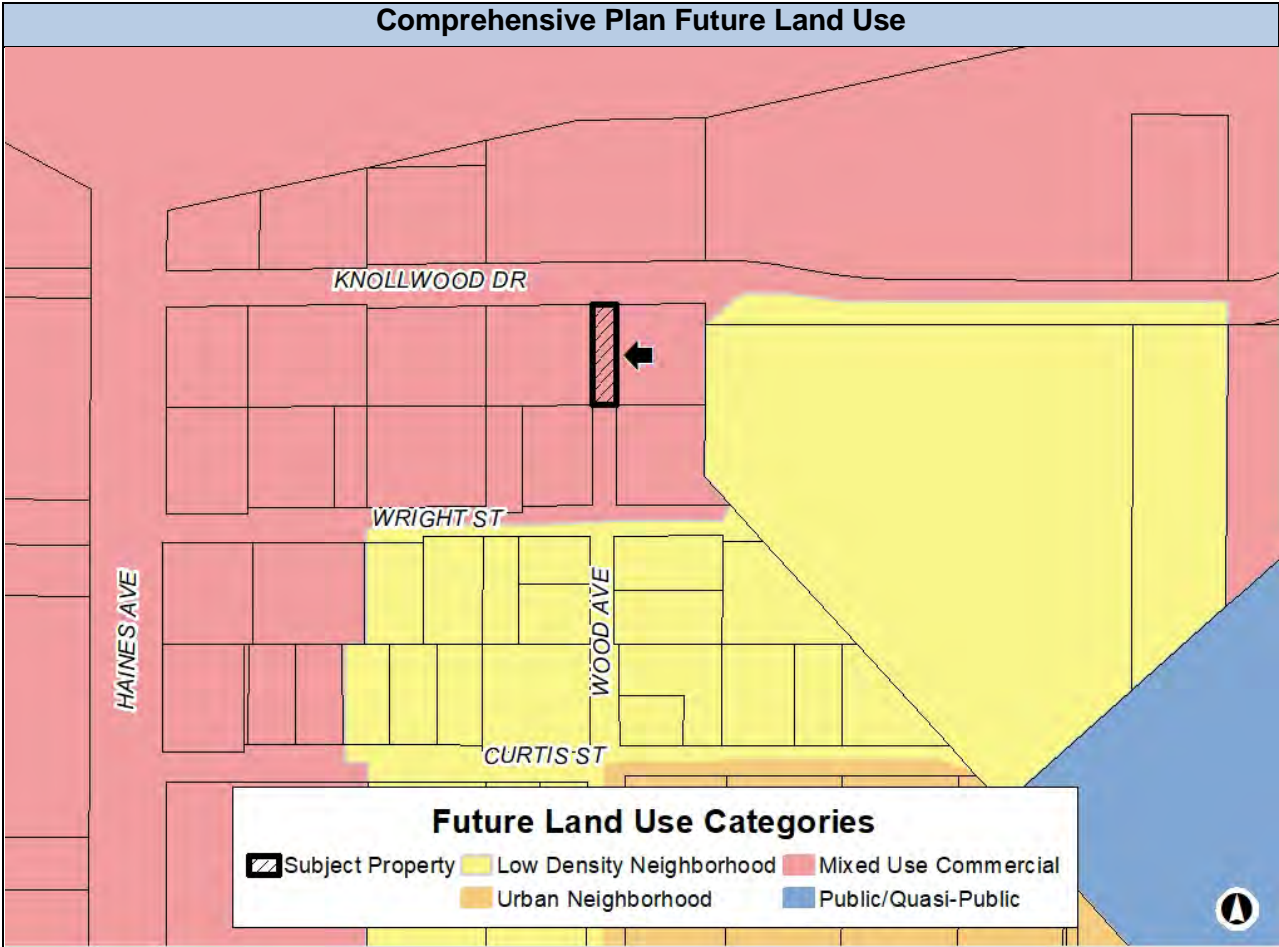 Comprehensive Plan Future Land Use
KNOLLWOOD DR
WRIGHT ST
HAINES AVE
WOOD AVE
CURTIS ST
Future Land Use Categories
Subject Property Low Density Neighborhood Mixed Use Commercial
Urban Neighborhood Public/Quasi-Public